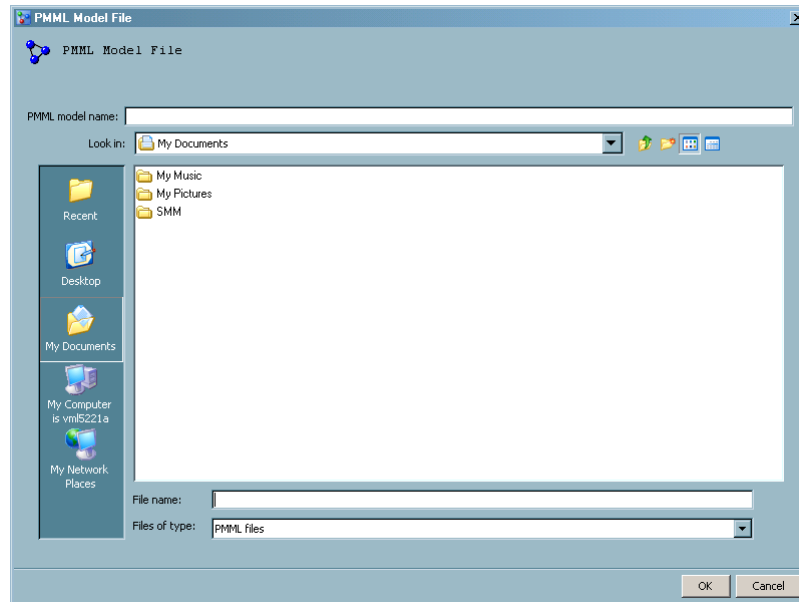 PMML Model File
PMML Model File
PMML model name:
Look in: My Documents
My Music
My Pictures
SMM
Recent
Desktop
My Documents
My Computer
is vml5221a
My Network
Places
File name:
Files of type: PMML files
OK Cancel